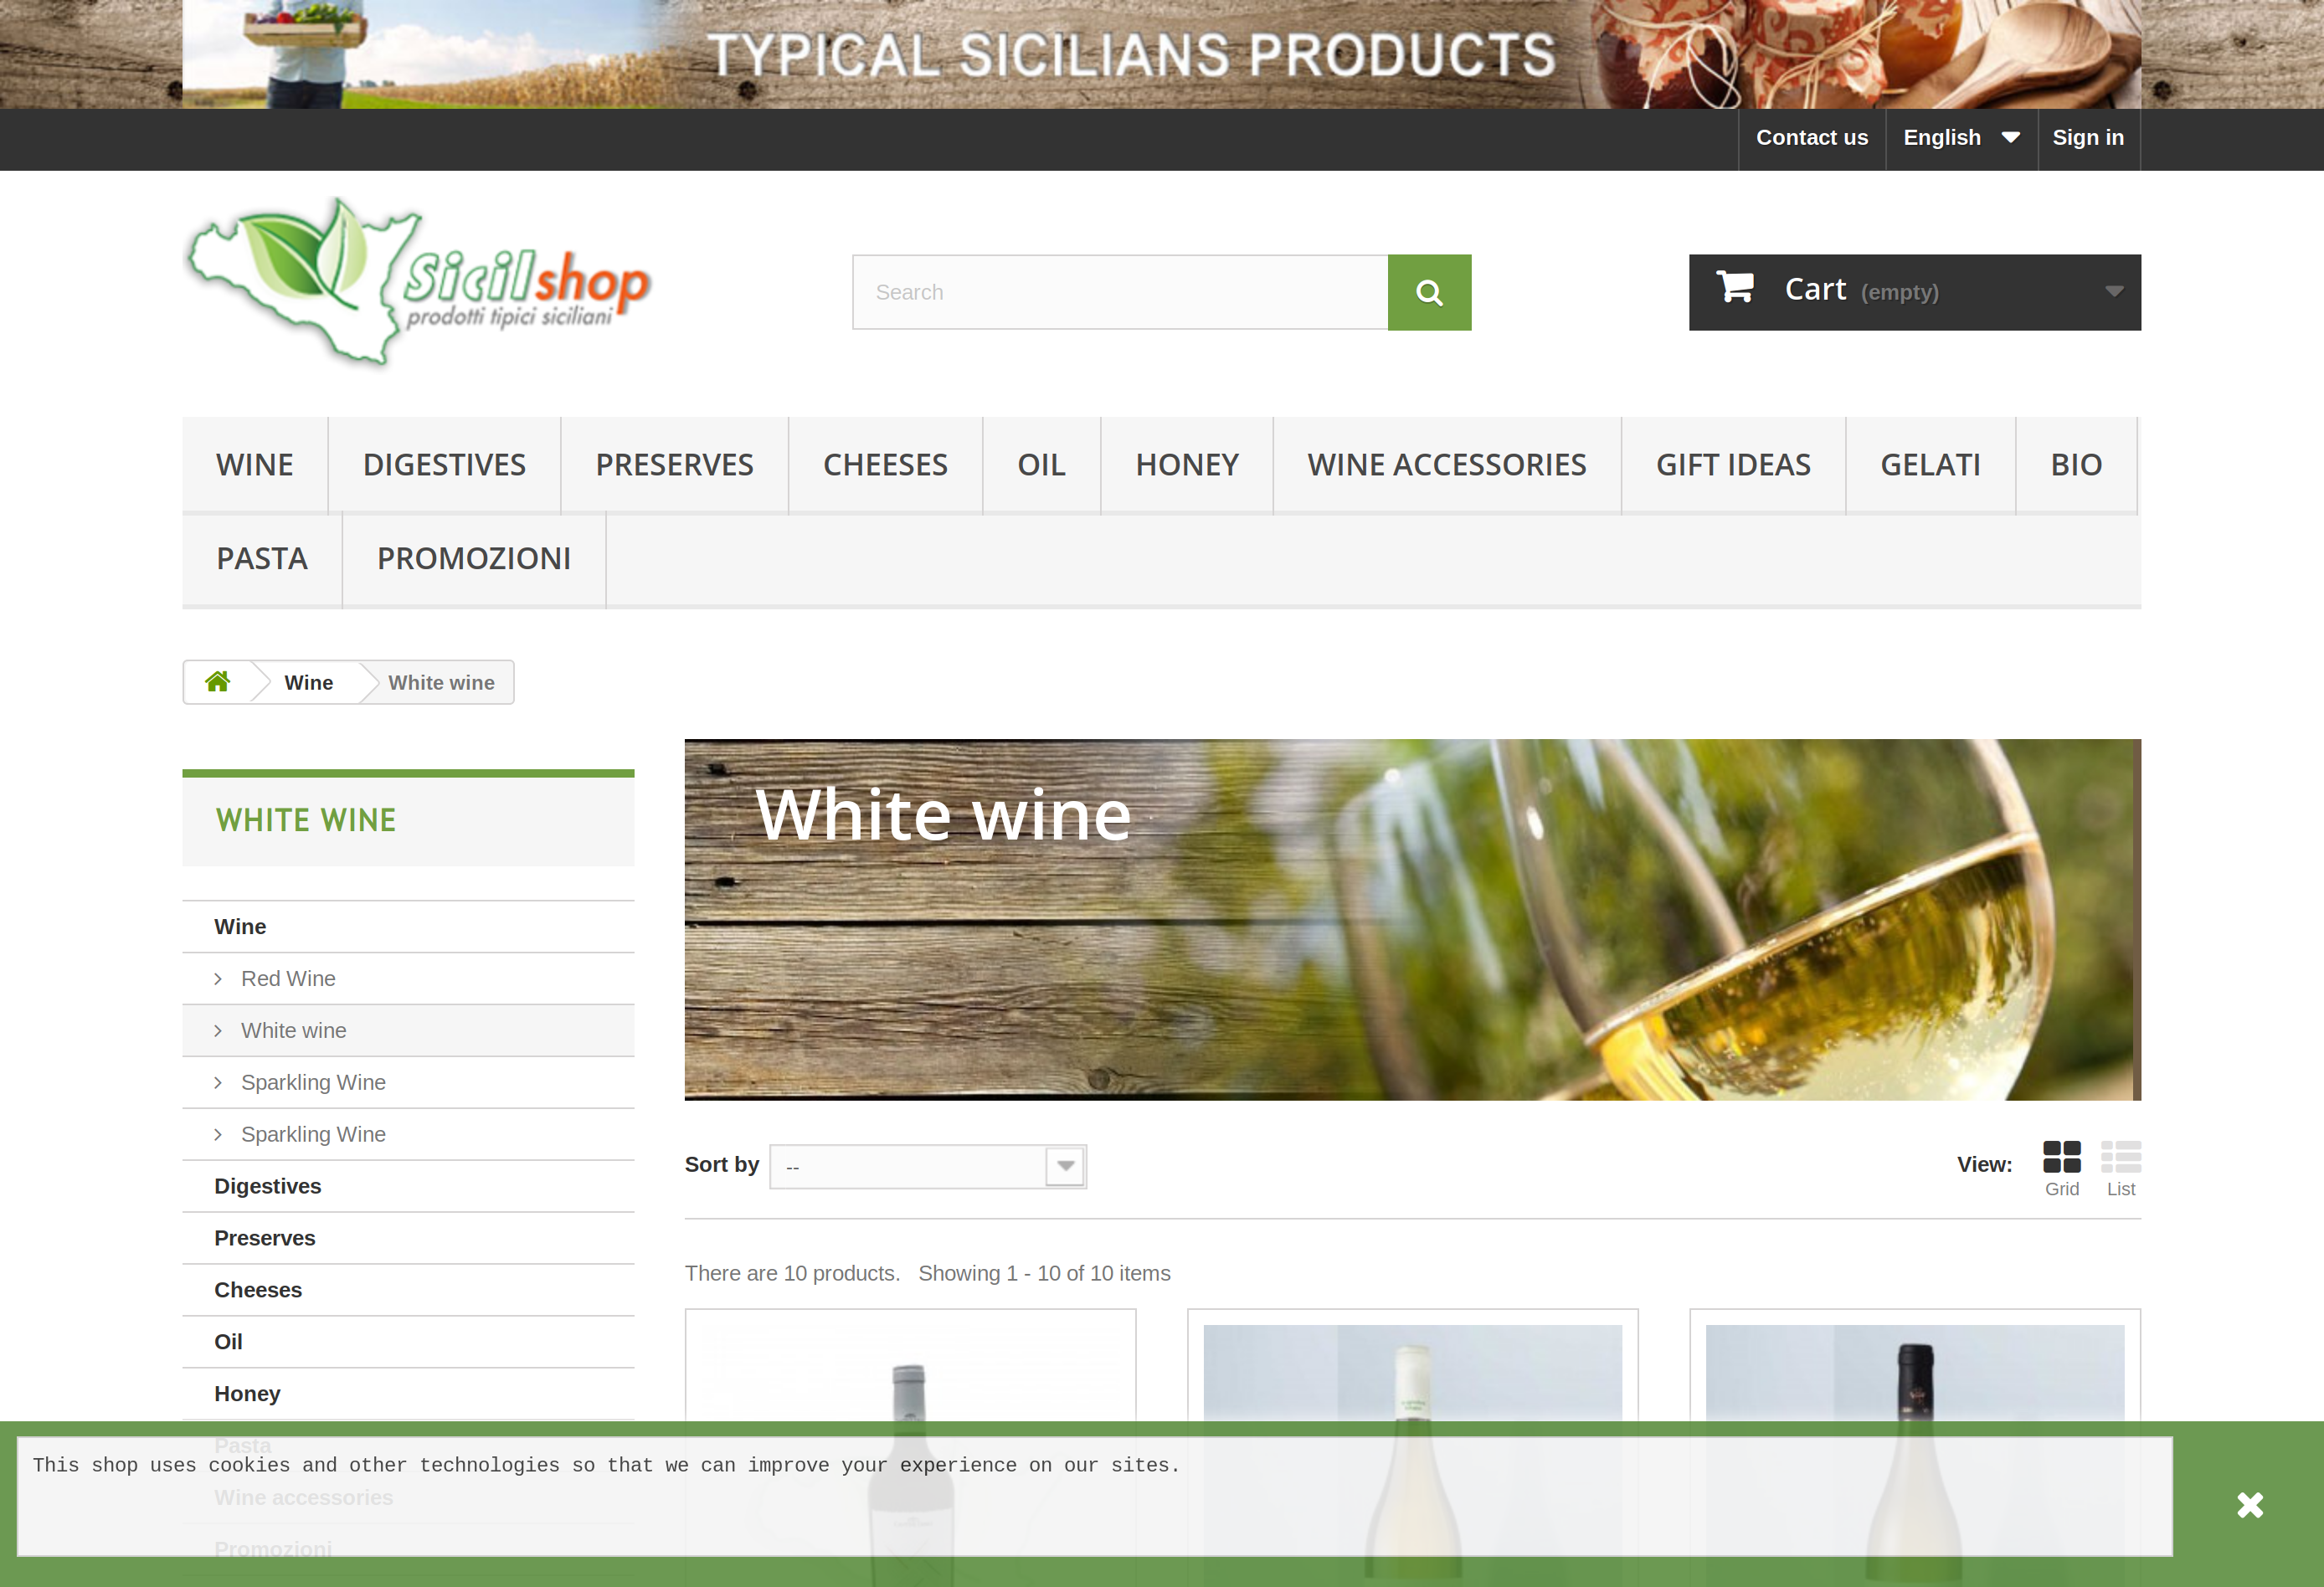 TYPICAL SICILIANS PRODUCTS
Contact us
English
Sign in
Sicilshop
prodotti tipici siciliani
Search
Cart (empty)
WINE
DIGESTIVES
PRESERVES
CHEESES
OIL
HONEY
WINE ACCESSORIES
GIFT IDEAS
GELATI
BIO
PASTA
PROMOZIONI
Wine
White wine
WHITE WINE
Wine
Red Wine
White wine
Sparkling Wine
Sparkling Wine
Digestives
Preserves
Cheeses
Oil
Honey
Pasta
Wine accessories
Promozioni
White wine
Sort by
--
View:
Grid
List
There are 10 products. Showing 1 - 10 of 10 items
This shop uses cookies and other technologies so that we can improve your experience on our sites.